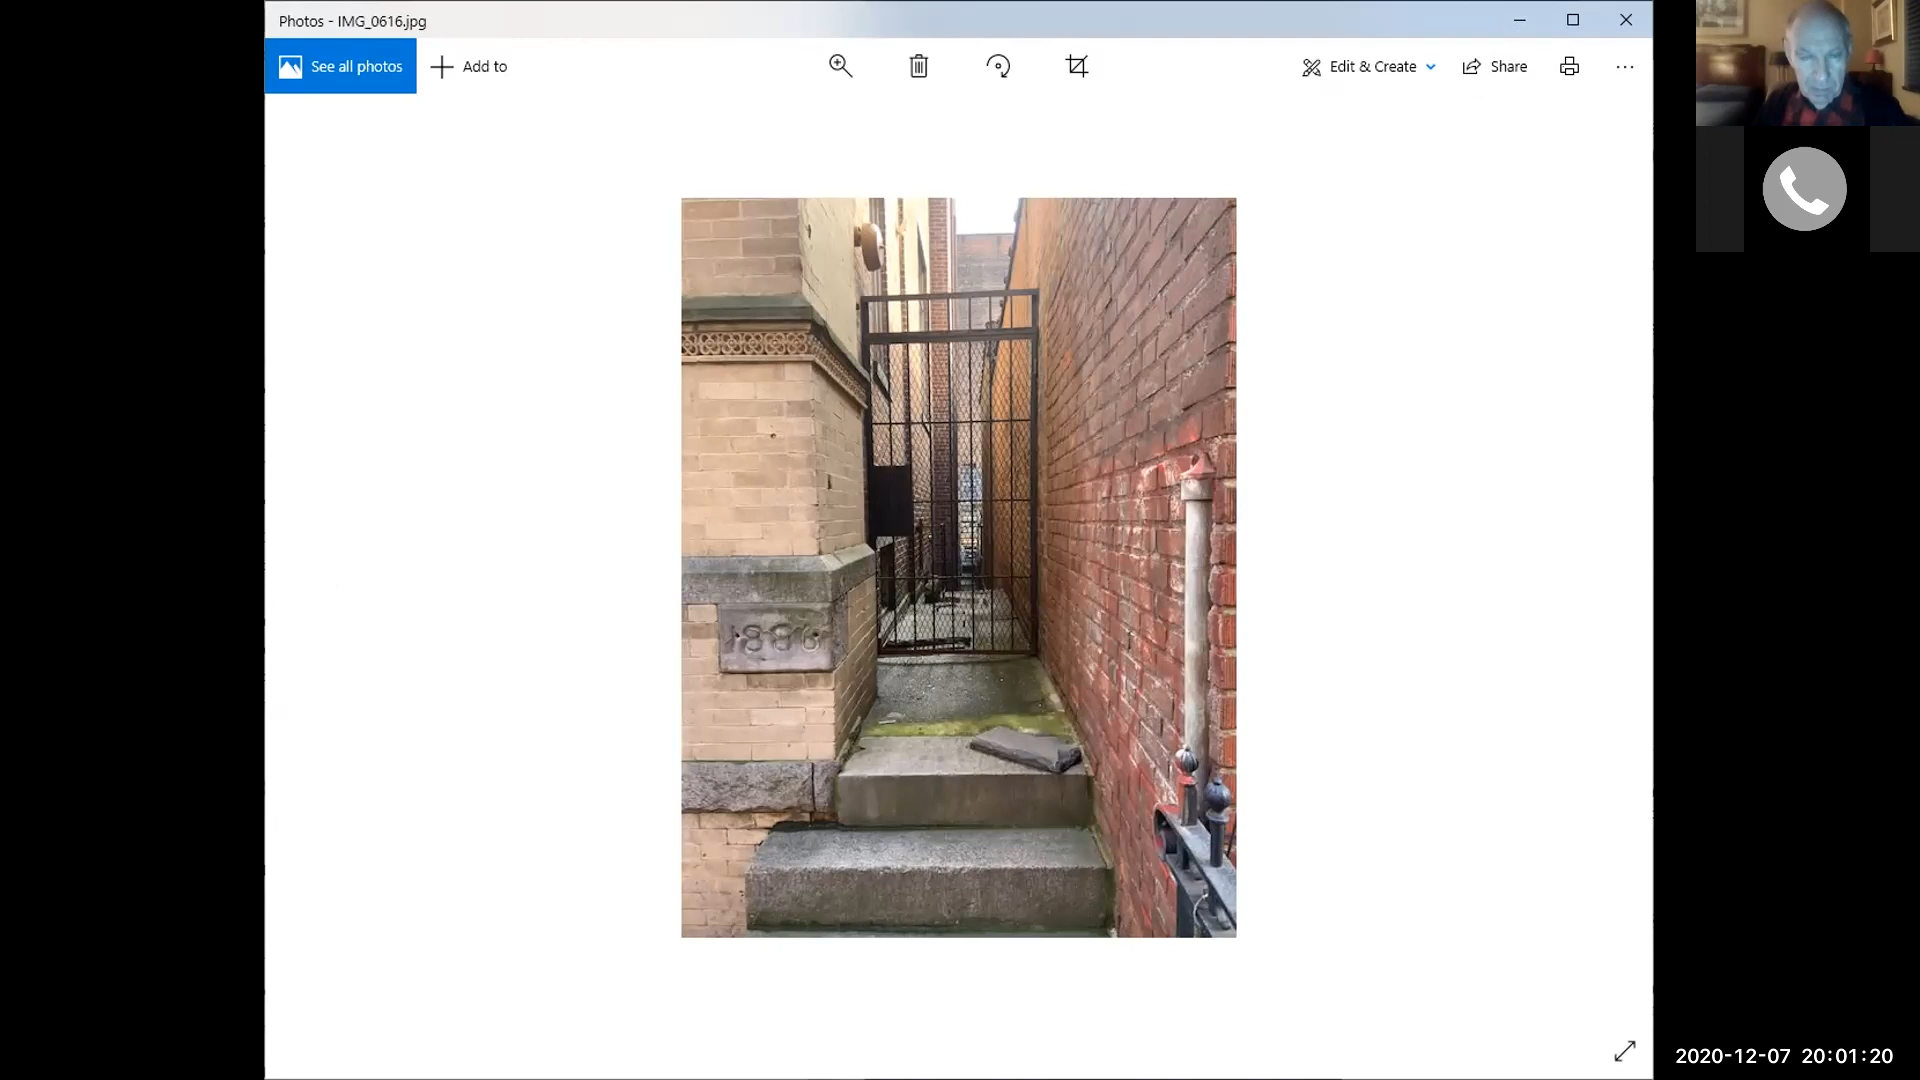 Photos - IMG_0616.jpg
See all photos
Add to
Edit & Create
Share
1886
2020-12-07 20:01:20